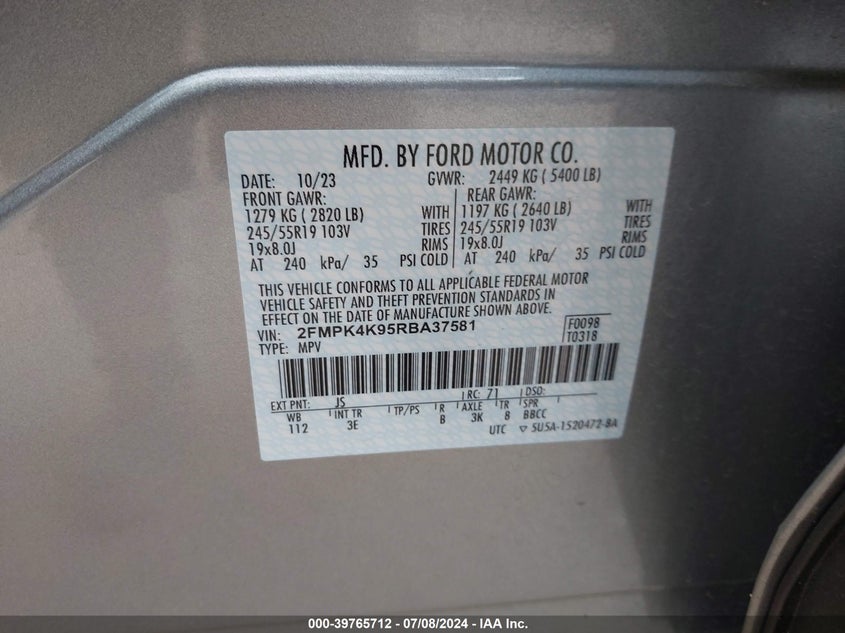 MFD. BY FORD MOTOR CO.
DATE: 10/23 GVWR: 2449 KG ( 5400 LB)
FRONT GAWR: REAR GAWR:
1279 KG ( 2820 LB) WITH 1197 KG ( 2640 LB) WITH
245/55R19 103V TIRES 245/55R19 103V TIRES
19x8.0J RIMS 19x8.0J RIMS
AT 240 kPa/ 35 PSI COLD AT 240 kPa/ 35 PSI COLD
THIS VEHICLE CONFORMS TO ALL APPLICABLE FEDERAL MOTOR
VEHICLE SAFETY AND THEFT PREVENTION STANDARDS IN
EFFECT ON THE DATE OF MANUFACTURE SHOWN ABOVE.
VIN: 2FMPK4K95RBA37581 F0098
TYPE: MPV T0318
EXT PNT: JS RC: 71 DSO:
WB INT TR TP/PS R AXLE TR SPR
112 3E B 3K 8 BBCC
UTC ▽ 5U5A-1520472-BA
000-39765712 - 07/08/2024 - IAA Inc.